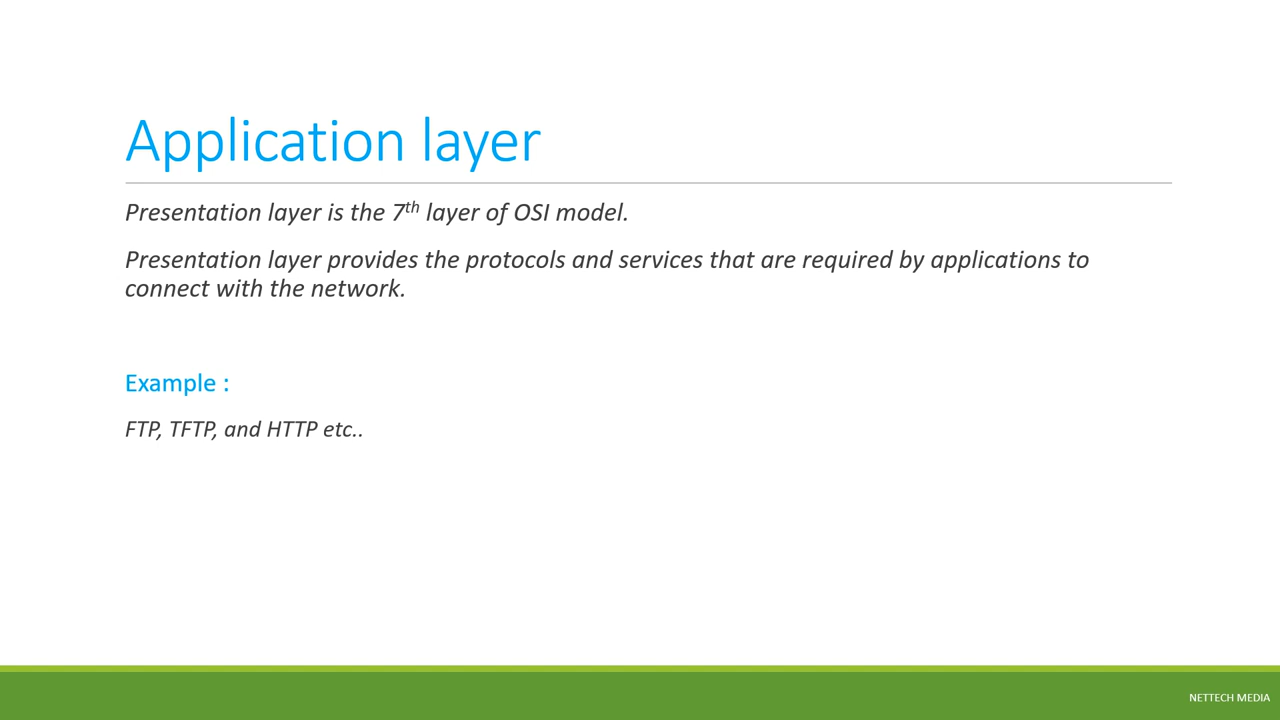 Application layer
Presentation layer is the 7th layer of OSI model.
Presentation layer provides the protocols and services that are required by applications to
connect with the network.
Example :
FTP, TFTP, and HTTP etc..
NETTECH MEDIA